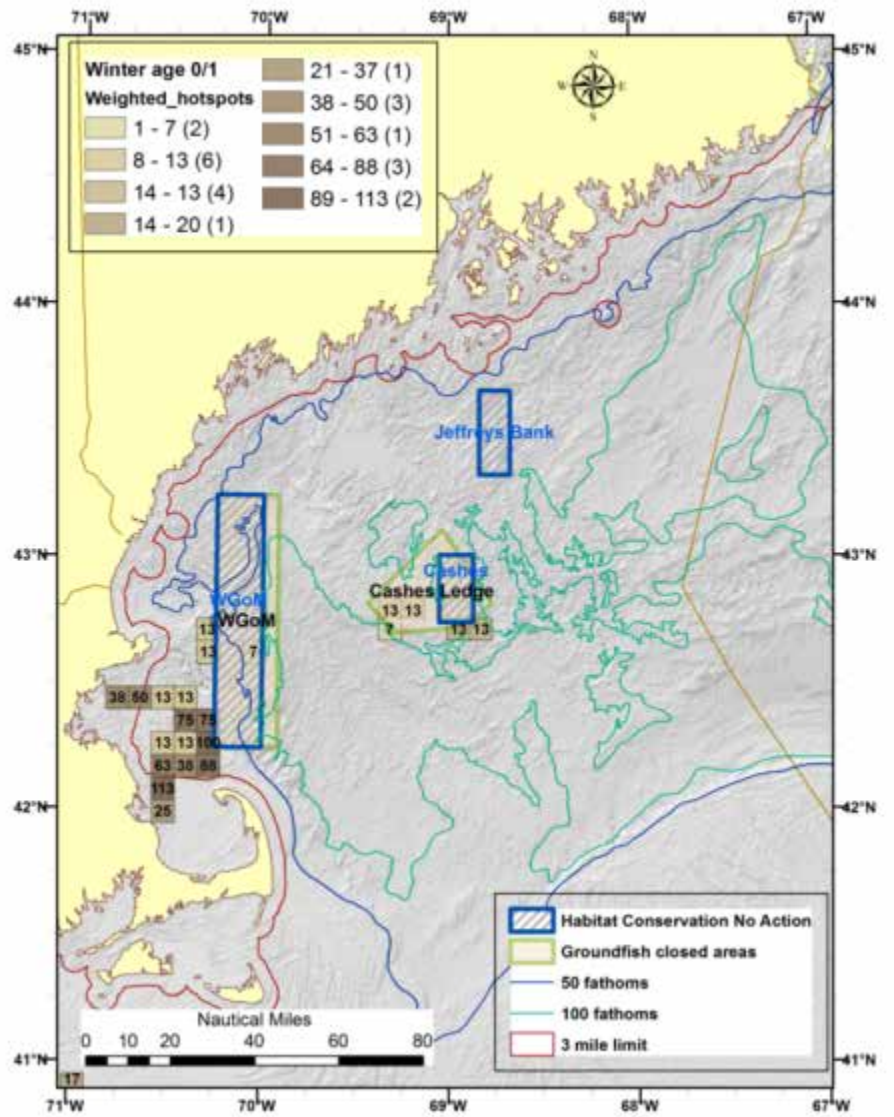 71°W 70°W 69°W 68°W 67°W
45°N 45°N
Winter age 0/1
Weighted_hotspots
1 - 7 (2)
8 - 13 (6)
14 - 13 (4)
14 - 20 (1)
21 - 37 (1)
38 - 50 (3)
51 - 63 (1)
64 - 88 (3)
89 - 113 (2)
N
W E
S
44°N 44°N
Jeffreys Bank
43°N 43°N
Cashes
Cashes Ledge
WGoM
WGoM
13 13
13 7 13 13
13 7
38 50 13 13
75 75
13 13 100
63 38 88
113
42°N 42°N
25
Habitat Conservation No Action
Groundfish closed areas
50 fathoms
100 fathoms
3 mile limit
Nautical Miles
0 5 10 20 40 60 80
41°N 41°N
17
71°W 70°W 69°W 68°W 67°W